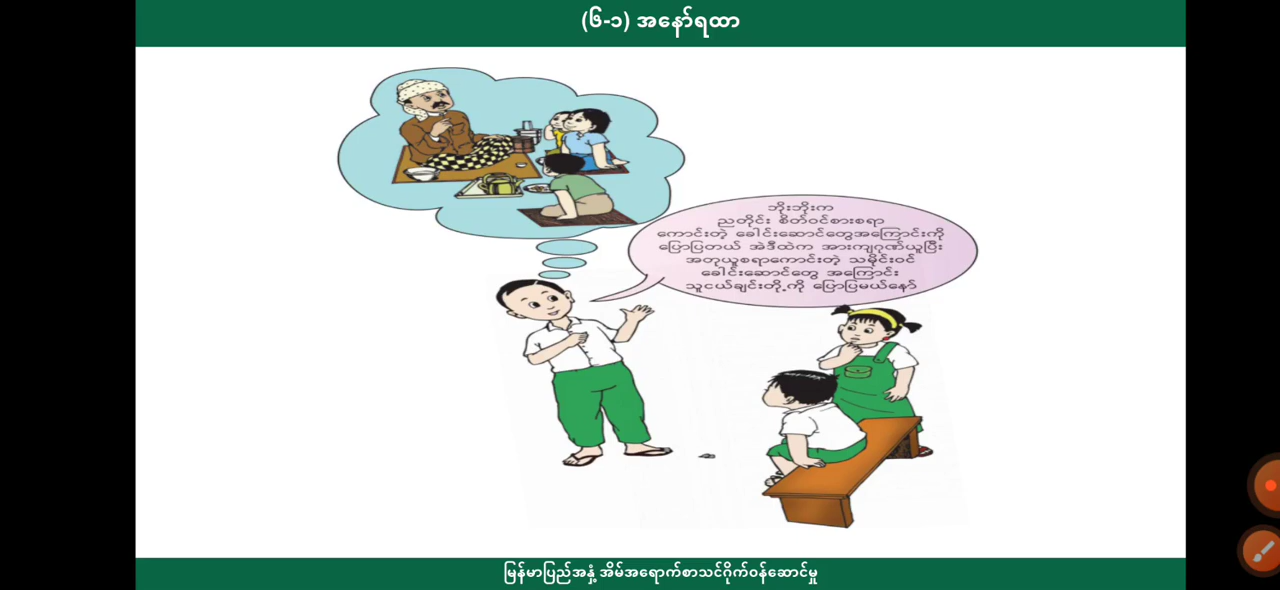 (၆-၁) အနော်ရထာ
ဘိုးဘိုးက
ညတိုင်း စိတ်ဝင်စားစရာ
ကောင်းတဲ့ ခေါင်းဆောင်တွေအကြောင်းကို
ပြောပြတယ် အဲဒီထဲက အားကျဂုဏ်ယူပြီး
အတုယူစရာကောင်းတဲ့ သမိုင်းဝင်
ခေါင်းဆောင်တွေ အကြောင်း
သူငယ်ချင်းတို့ကို ပြောပြမယ်နော်
မြန်မာပြည်အနှံ့ အိမ်အရောက်စာသင်ဂိုက်ဝန်ဆောင်မှု